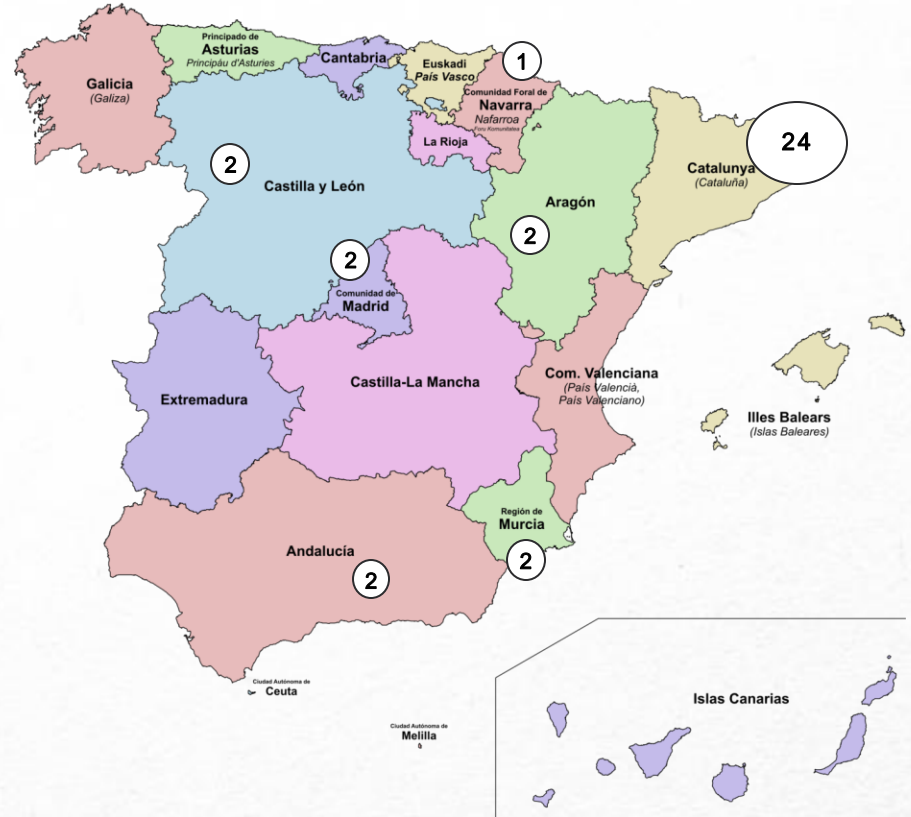 Principado de
Asturias
Principáu d'Asturies
Cantabria
Euskadi
País Vasco
1
Galicia
(Galiza)
Comunidad Foral de
Navarra
Nafarroa
Foru Komunitatea
La Rioja
24
2
Castilla y León
Catalunya
(Cataluña)
Aragón
2
2
Comunidad de
Madrid
Castilla-La Mancha
Com. Valenciana
(País Valencià,
País Valenciano)
Extremadura
Illes Balears
(Islas Baleares)
Región de
Murcia
2
Andalucía
2
Ciudad Autónoma de
Ceuta
Islas Canarias
Ciudad Autónoma de
Melilla